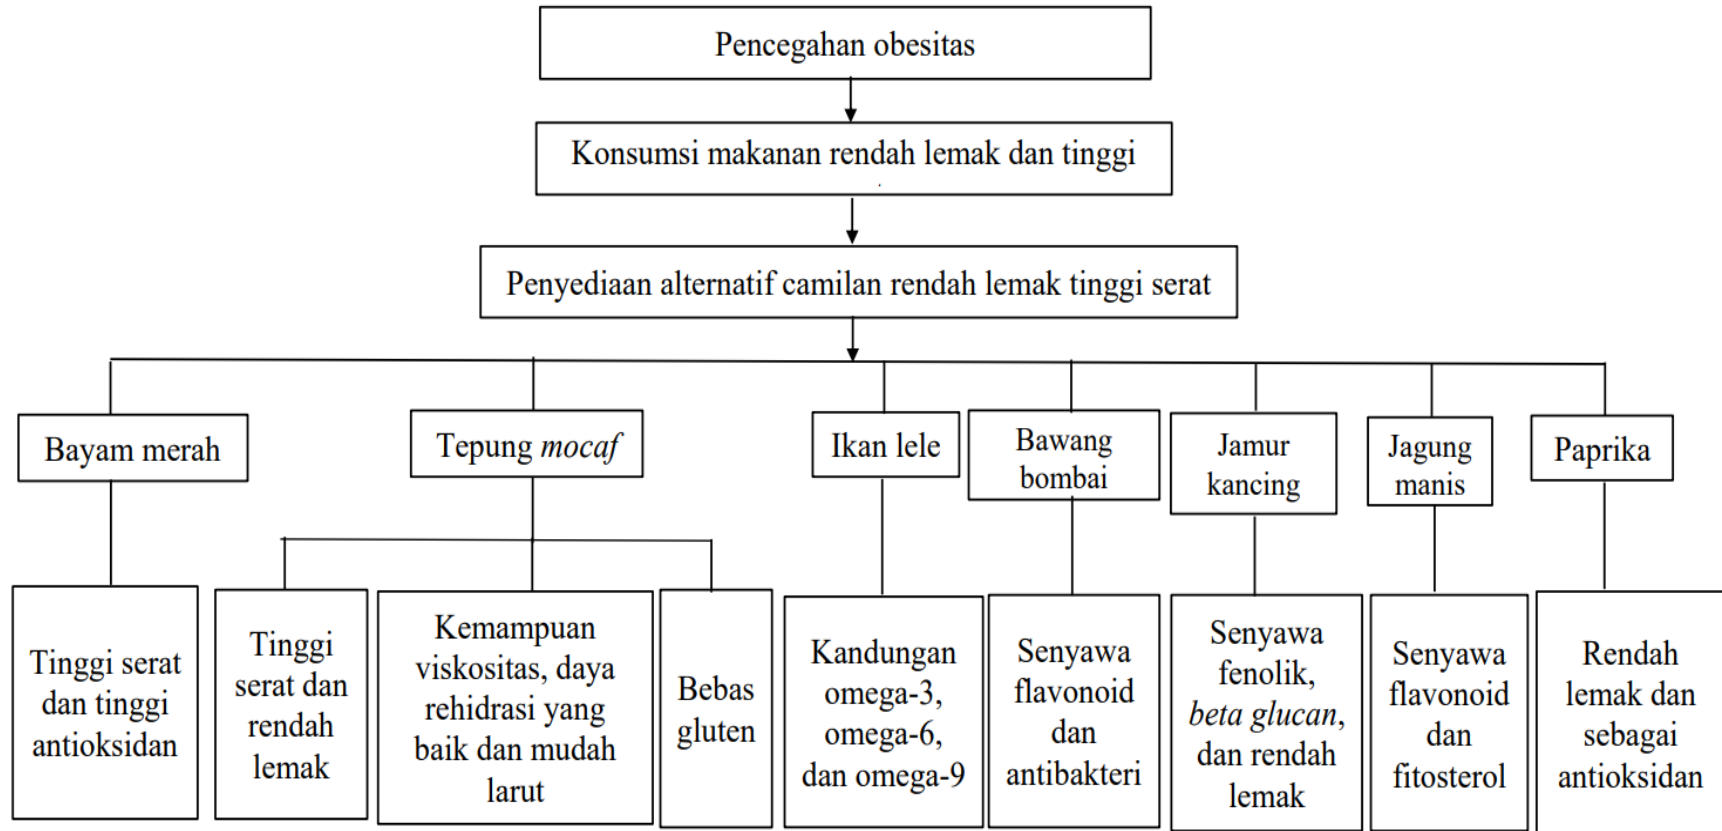 Pencegahan obesitas
Konsumsi makanan rendah lemak dan tinggi
Penyediaan alternatif camilan rendah lemak tinggi serat
Bayam merah
Tepung mocaf
Ikan lele
Bawang
bombai
Jamur
kancing
Jagung
manis
Paprika
Tinggi serat
dan tinggi
antioksidan
Tinggi
serat dan
rendah
lemak
Kemampuan
viskositas, daya
rehidrasi yang
baik dan mudah
larut
Bebas
gluten
Kandungan
omega-3,
omega-6,
dan omega-9
Senyawa
flavonoid
dan
antibakteri
Senyawa
fenolik,
beta glucan,
dan rendah
lemak
Senyawa
flavonoid
dan
fitosterol
Rendah
lemak dan
sebagai
antioksidan